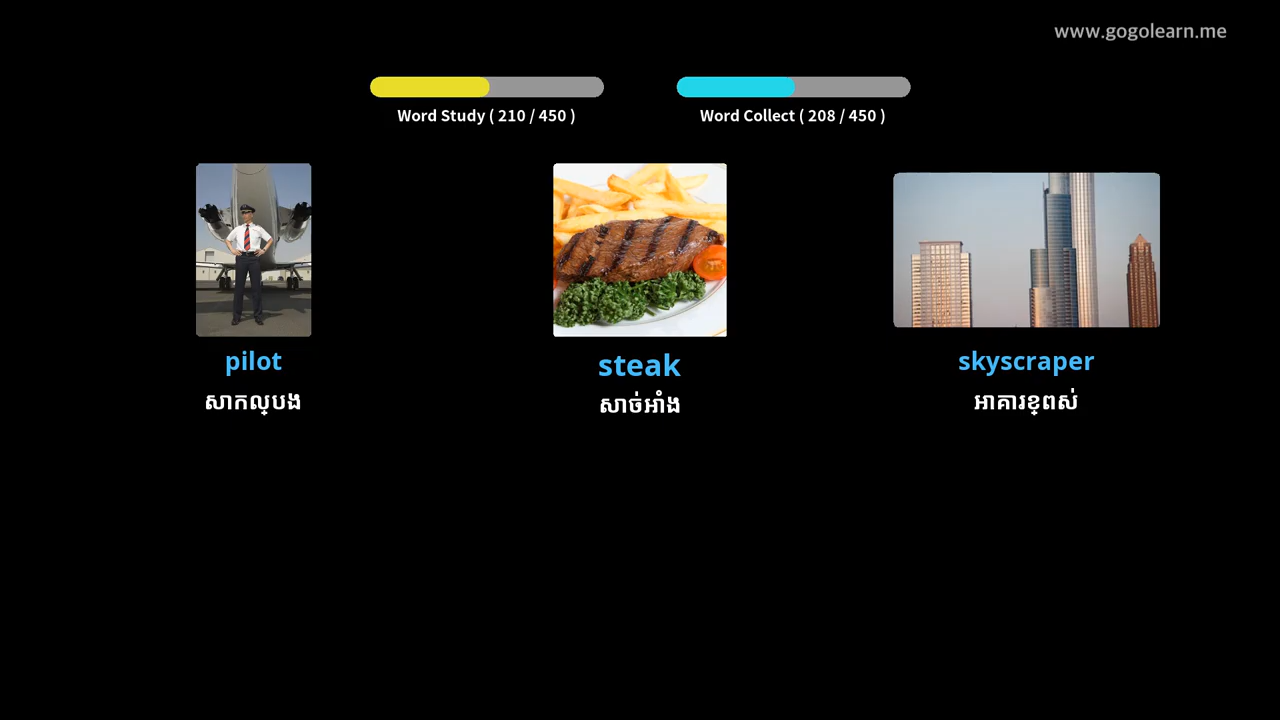 www.gogolearn.me
Word Study ( 210 / 450 )
Word Collect ( 208 / 450 )
pilot
steak
skyscraper
សាកល្បង
សាច់អាំង
អាគារខ្ពស់